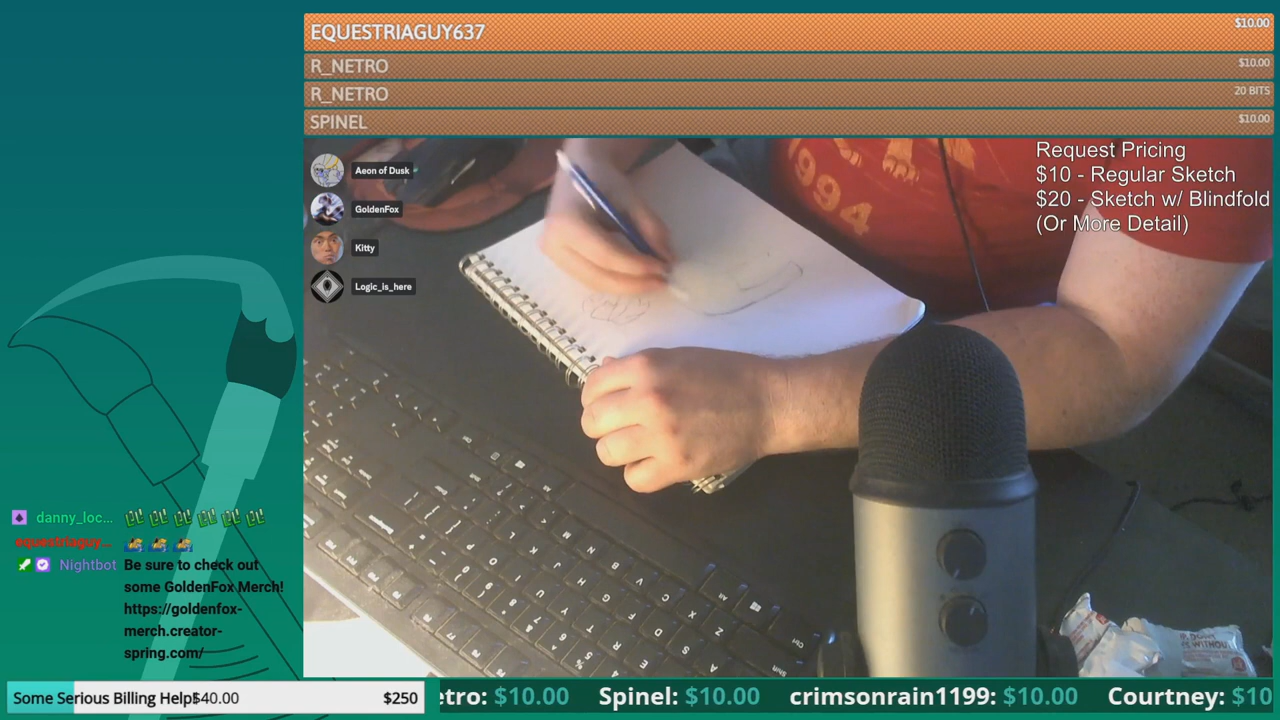 EQUESTRIAGUY637 $10.00
R_NETRO $10.00
R_NETRO 20 BITS
SPINEL $10.00
Request Pricing
$10 - Regular Sketch
$20 - Sketch w/ Blindfold
(Or More Detail)
Aeon of Dusk
GoldenFox
Kitty
Logic_is_here
994
danny_loc...
equestriaguy...
Nightbot Be sure to check out
some GoldenFox Merch!
https://goldenfox-
merch.creator-
spring.com/
Some Serious Billing Help! $40.00 $250
etro: $10.00 Spinel: $10.00 crimsonrain1199: $10.00 Courtney: $10